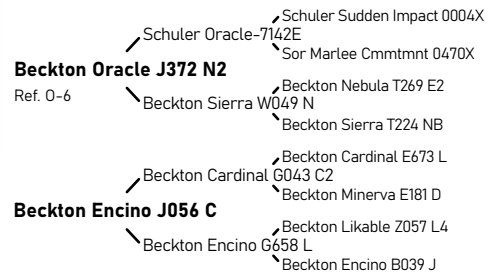 Schuler Sudden Impact 0004X
Schuler Oracle-7142E
Sor Marlee Cmmtmnt 0470X
Beckton Oracle J372 N2
Ref. O-6
Beckton Nebula T269 E2
Beckton Sierra W049 N
Beckton Sierra T224 NB
Beckton Cardinal E673 L
Beckton Cardinal G043 C2
Beckton Minerva E181 D
Beckton Encino J056 C
Beckton Likable Z057 L4
Beckton Encino G658 L
Beckton Encino B039 J